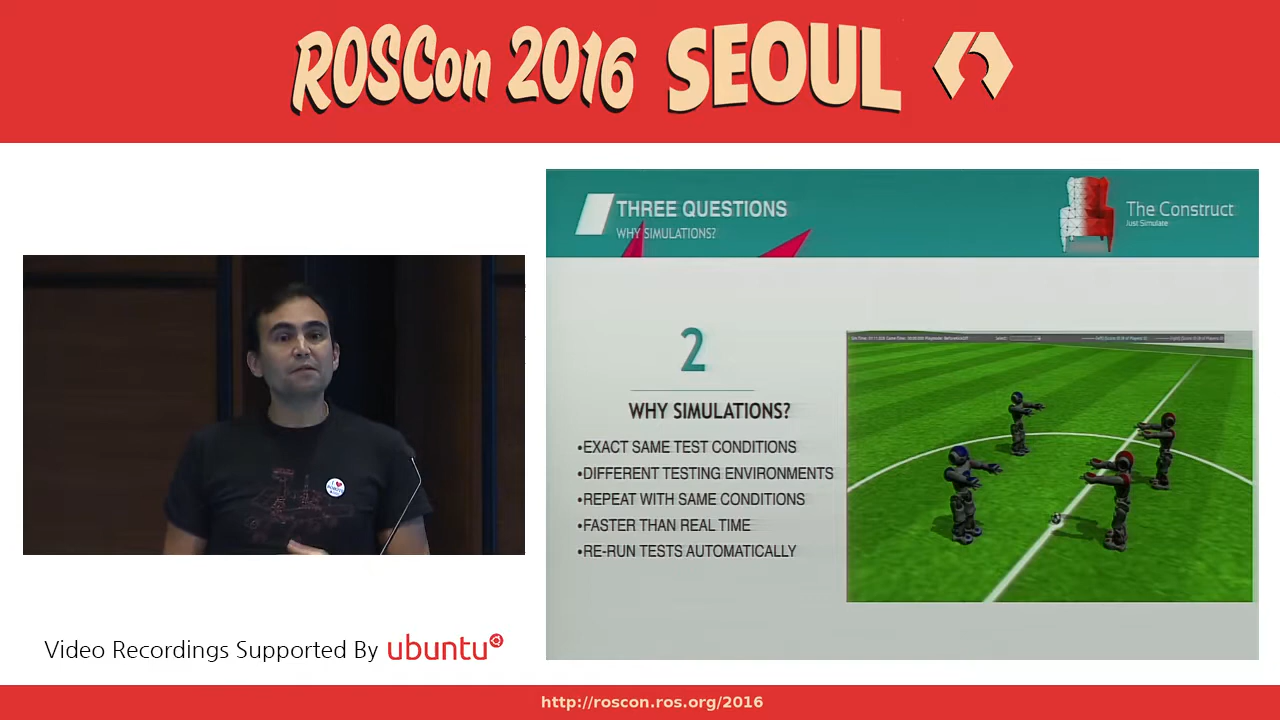 ROSCon 2016 SEOUL
THREE QUESTIONS
WHY SIMULATIONS?
The Construct
Just Simulate
2
WHY SIMULATIONS?
•EXACT SAME TEST CONDITIONS
•DIFFERENT TESTING ENVIRONMENTS
•REPEAT WITH SAME CONDITIONS
•FASTER THAN REAL TIME
•RE-RUN TESTS AUTOMATICALLY
Video Recordings Supported By ubuntu
http://roscon.ros.org/2016